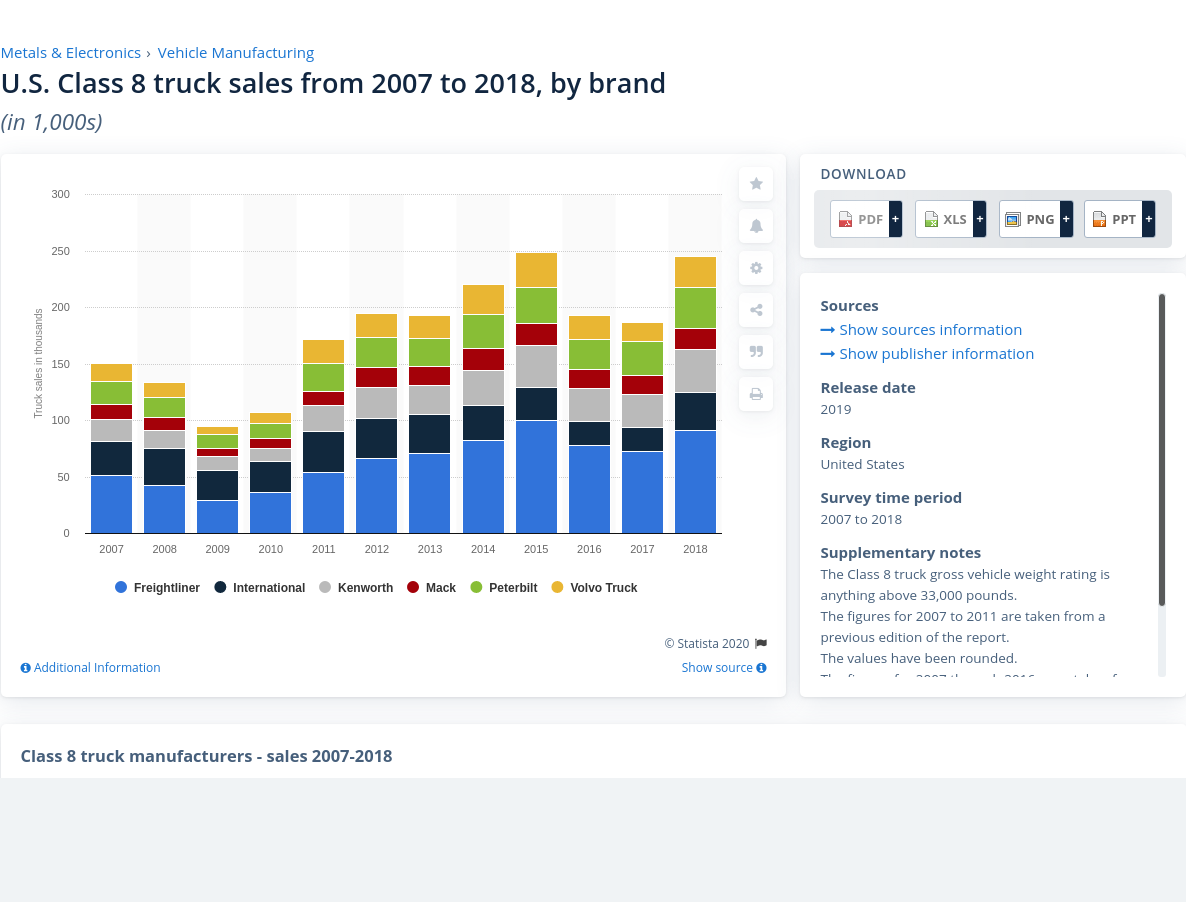 Metals & Electronics › Vehicle Manufacturing
U.S. Class 8 truck sales from 2007 to 2018, by brand
(in 1,000s)
300
250
200
150
100
50
0
Truck sales in thousands
2007 2008 2009 2010 2011 2012 2013 2014 2015 2016 2017 2018
Freightliner International Kenworth Mack Peterbilt Volvo Truck
© Statista 2020
Additional Information
Show source
DOWNLOAD
PDF + XLS + PNG + PPT +
Sources
Show sources information
Show publisher information
Release date
2019
Region
United States
Survey time period
2007 to 2018
Supplementary notes
The Class 8 truck gross vehicle weight rating is
anything above 33,000 pounds.
The figures for 2007 to 2011 are taken from a
previous edition of the report.
The values have been rounded.
Class 8 truck manufacturers - sales 2007-2018